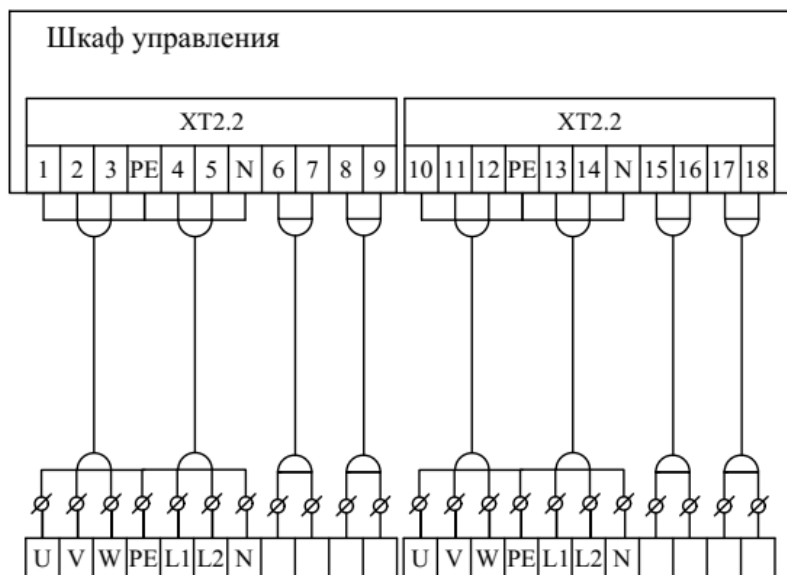 Шкаф управления
XT2.2 XT2.2
1 2 3 PE 4 5 N 6 7 8 9 10 11 12 PE 13 14 N 15 16 17 18
U V W PE L1 L2 N U V W PE L1 L2 N